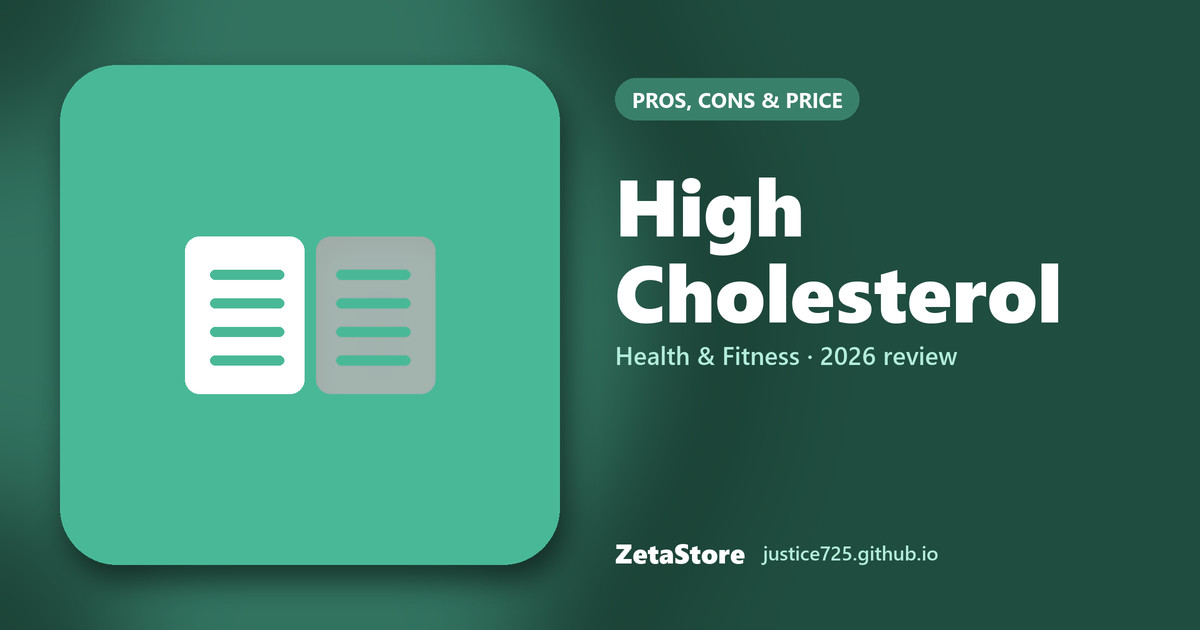 PROS, CONS & PRICE
High
Cholesterol
Health & Fitness · 2026 review
ZetaStore justice725.github.io